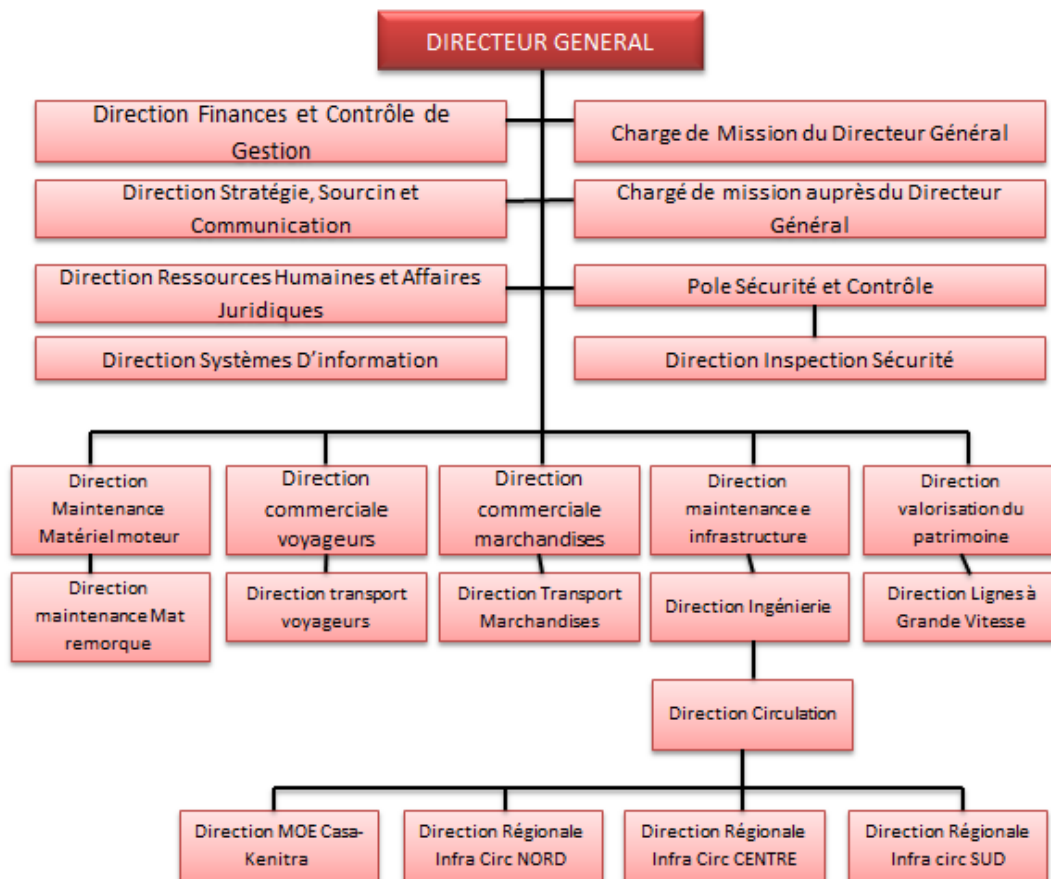 DIRECTEUR GENERAL
Direction Finances et Contrôle de
Gestion
Charge de Mission du Directeur Général
Direction Stratégie, Sourcin et
Communication
Chargé de mission auprès du Directeur
Général
Direction Ressources Humaines et Affaires
Juridiques
Pole Sécurité et Contrôle
Direction Systèmes D'information
Direction Inspection Sécurité
Direction
Maintenance
Matériel moteur
Direction
commerciale
voyageurs
Direction
commerciale
marchandises
Direction
maintenance e
infrastructure
Direction
valorisation du
patrimoine
Direction
maintenance Mat
remorque
Direction transport
voyageurs
Direction Transport
Marchandises
Direction Ingénierie
Direction Lignes à
Grande Vitesse
Direction Circulation
Direction MOE Casa-
Kenitra
Direction Régionale
Infra Circ NORD
Direction Régionale
Infra Circ CENTRE
Direction Régionale
Infra circ SUD